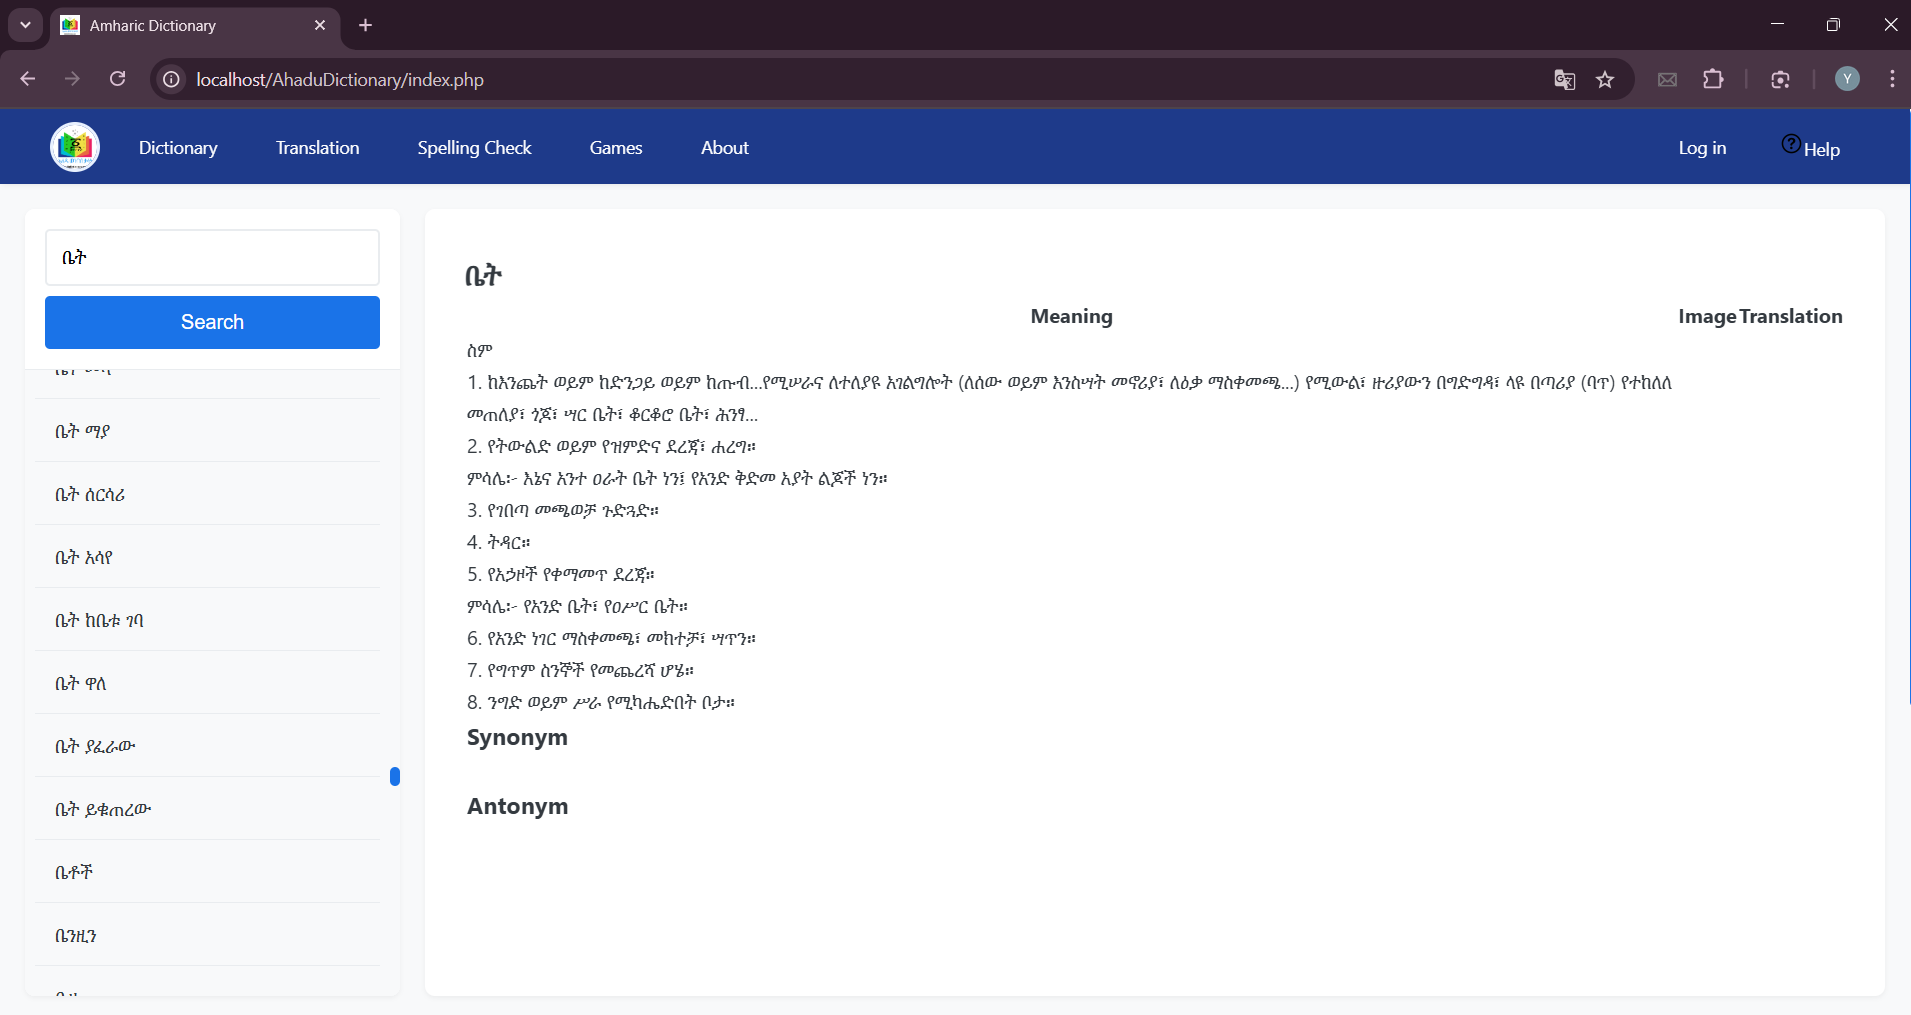 Amharic Dictionary
localhost/AhaduDictionary/index.php
Y
Dictionary Translation Spelling Check Games About Log in Help
ቤት
Search
ቤት ማያ
ቤት ሰርሳሪ
ቤት አሳየ
ቤት ከቤቱ ገባ
ቤት ዋለ
ቤት ያፈራው
ቤት ይቁጠረው
ቤቶች
ቤንዚን
ቤት
Meaning Image Translation
ስም
1. ከእንጨት ወይም ከድንጋይ ወይም ከጡብ...የሚሠራና ለተለያዩ አገልግሎት (ለሰው ወይም እንስሣት መኖሪያ፣ ለዕቃ ማስቀመጫ...) የሚውል፣ ዙሪያውን በግድግዳ፣ ላዩ በጣሪያ (ባጥ) የተከለለ
መጠለያ፣ ጎጆ፣ ሣር ቤት፣ ቆርቆሮ ቤት፣ ሕንፃ...
2. የትውልድ ወይም የዝምድና ደረጃ፣ ሐረግ።
ምሳሌ፦ እኔና አንተ ዐራት ቤት ነን፤ የአንድ ቅድመ አያት ልጆች ነን።
3. የገበጣ መጫወቻ ጉድጓድ።
4. ትዳር።
5. የአኃዞች የቀማመጥ ደረጃ።
ምሳሌ፦ የአንድ ቤት፣ የዐሥር ቤት።
6. የአንድ ነገር ማስቀመጫ፣ መክተቻ፣ ሣጥን።
7. የግጥም ስንኞች የመጨረሻ ሆሄ።
8. ንግድ ወይም ሥራ የሚካሔድበት ቦታ።
Synonym
Antonym